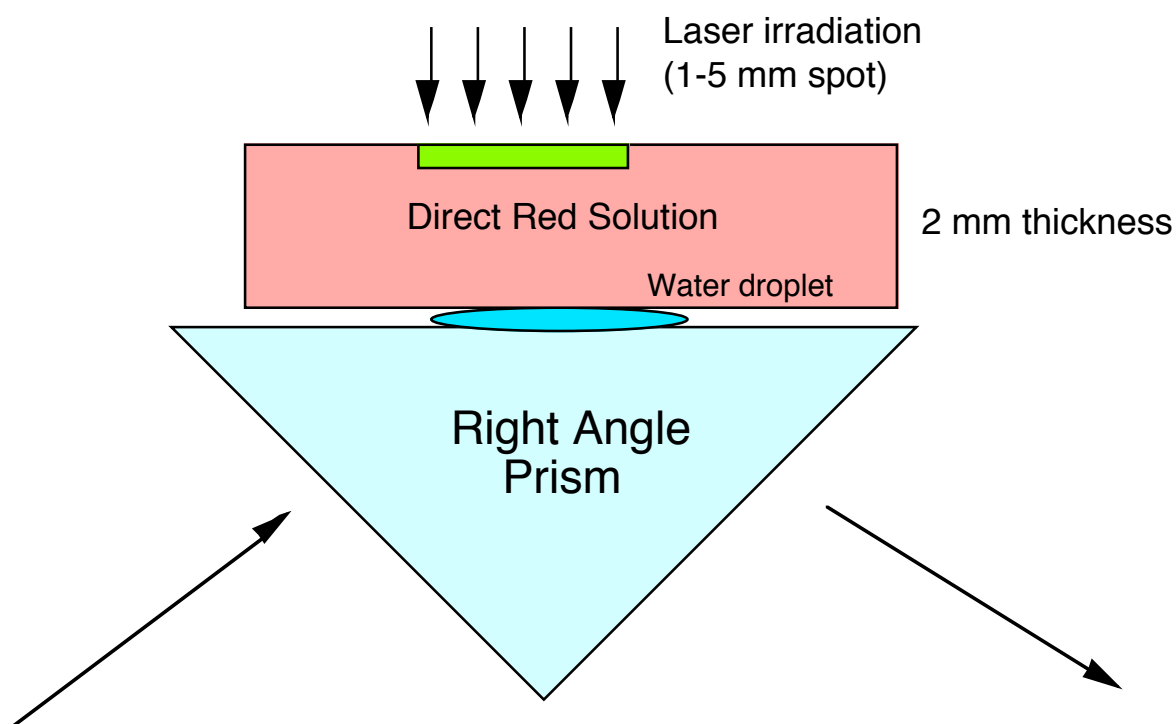 Laser irradiation
(1-5 mm spot)
Direct Red Solution
2 mm thickness
Water droplet
Right Angle
Prism